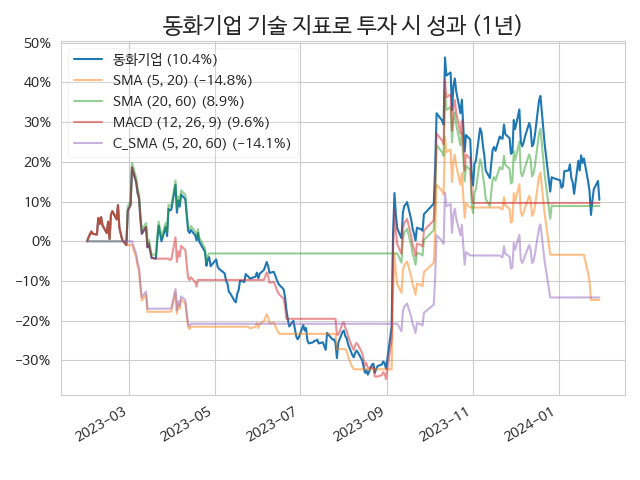 동화기업 기술 지표로 투자 시 성과 (1년)
50%
40%
30%
20%
10%
0%
−10%
−20%
−30%
동화기업 (10.4%)
SMA (5, 20) (−14.8%)
SMA (20, 60) (8.9%)
MACD (12, 26, 9) (9.6%)
C_SMA (5, 20, 60) (−14.1%)
2023−03
2023−05
2023−07
2023−09
2023−11
2024−01